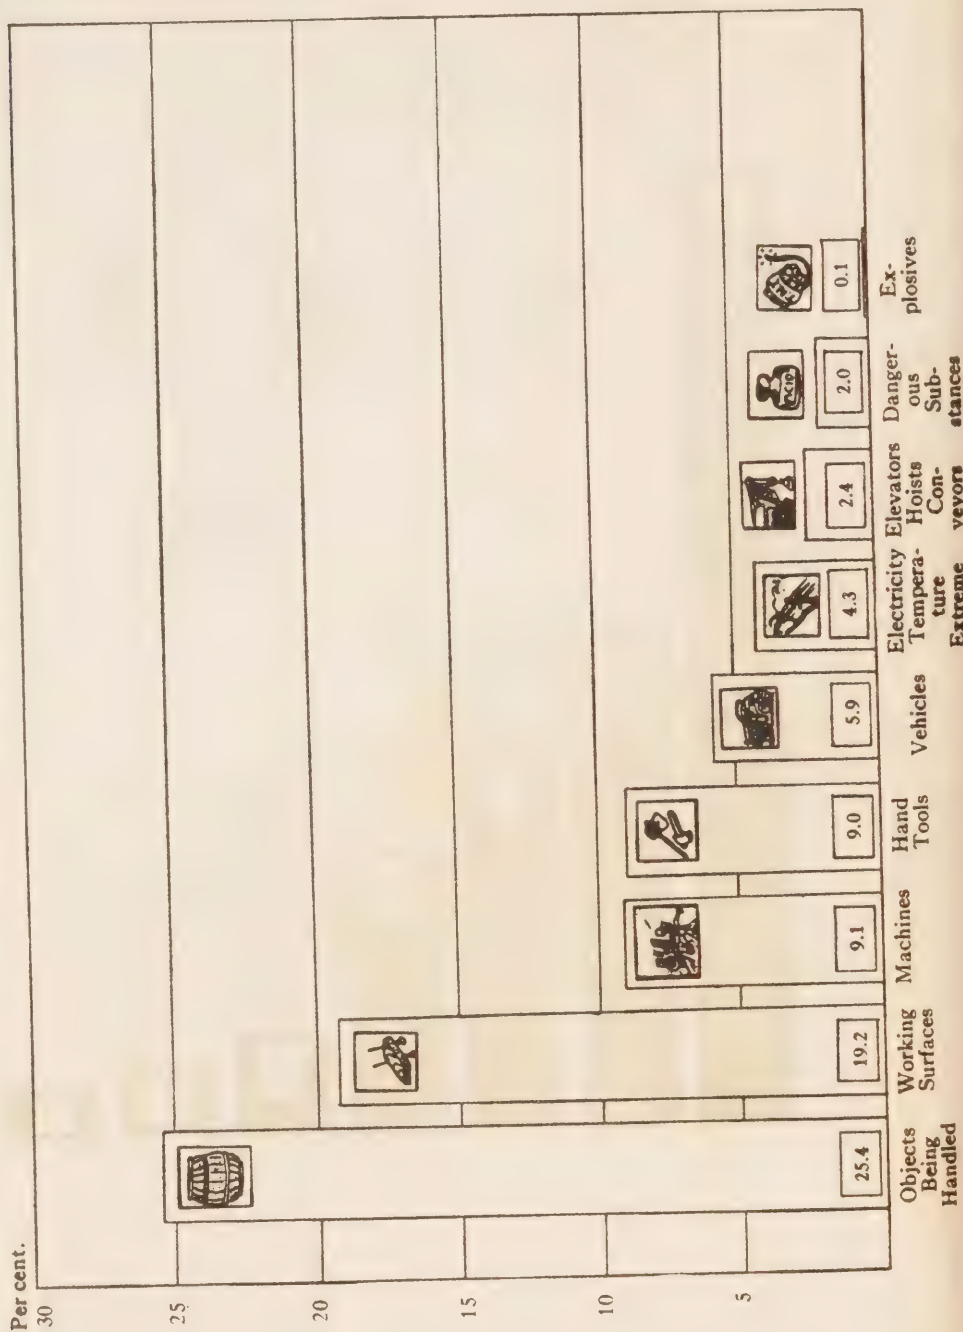 Per cent.
30
25
20
15
10
5
25.4
19.2
9.1
9.0
5.9
4.3
2.4
2.0
0.1
Objects
Being
Handled
Working
Surfaces
Machines
Hand
Tools
Vehicles
Electricity
Tempera-
ture
Extreme
Elevators
Hoists
Con-
veyors
Danger-
ous
Sub-
stances
Ex-
plosives